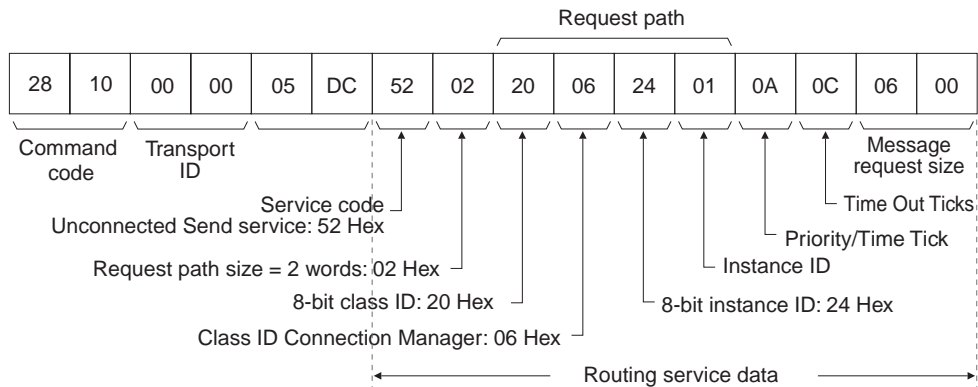 Request path
28 10 00 00 05 DC 52 02 20 06 24 01 0A 0C 06 00
Command
code
Transport
ID
Message
request size
Service code
Unconnected Send service: 52 Hex
Time Out Ticks
Priority/Time Tick
Request path size = 2 words: 02 Hex
Instance ID
8-bit class ID: 20 Hex
8-bit instance ID: 24 Hex
Class ID Connection Manager: 06 Hex
Routing service data